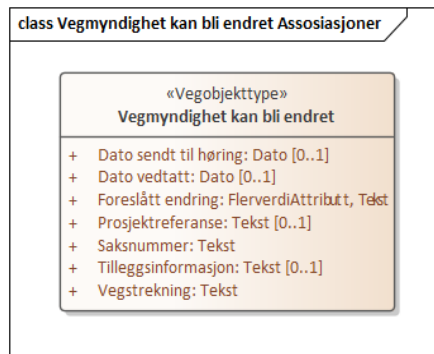 class Vegmyndighet kan bli endret Assosiasjoner
«Vegobjekttype»
Vegmyndighet kan bli endret
+ Dato sendt til høring: Dato [0..1]
+ Dato vedtatt: Dato [0..1]
+ Foreslått endring: FlerverdiAttributt, Tekst
+ Prosjektreferanse: Tekst [0..1]
+ Saksnummer: Tekst
+ Tilleggsinformasjon: Tekst [0..1]
+ Vegstrekning: Tekst